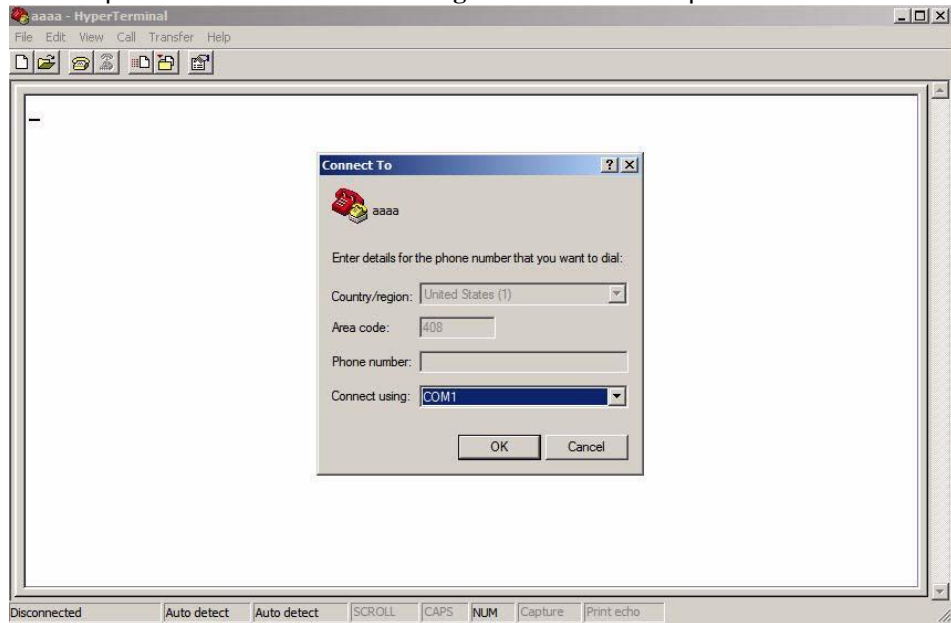 aaaa - HyperTerminal
File Edit View Call Transfer Help
Connect To
aaaa
Enter details for the phone number that you want to dial:
Country/region: United States (1)
Area code: 408
Phone number:
Connect using: COM1
OK Cancel
Disconnected Auto detect Auto detect SCROLL CAPS NUM Capture Print echo